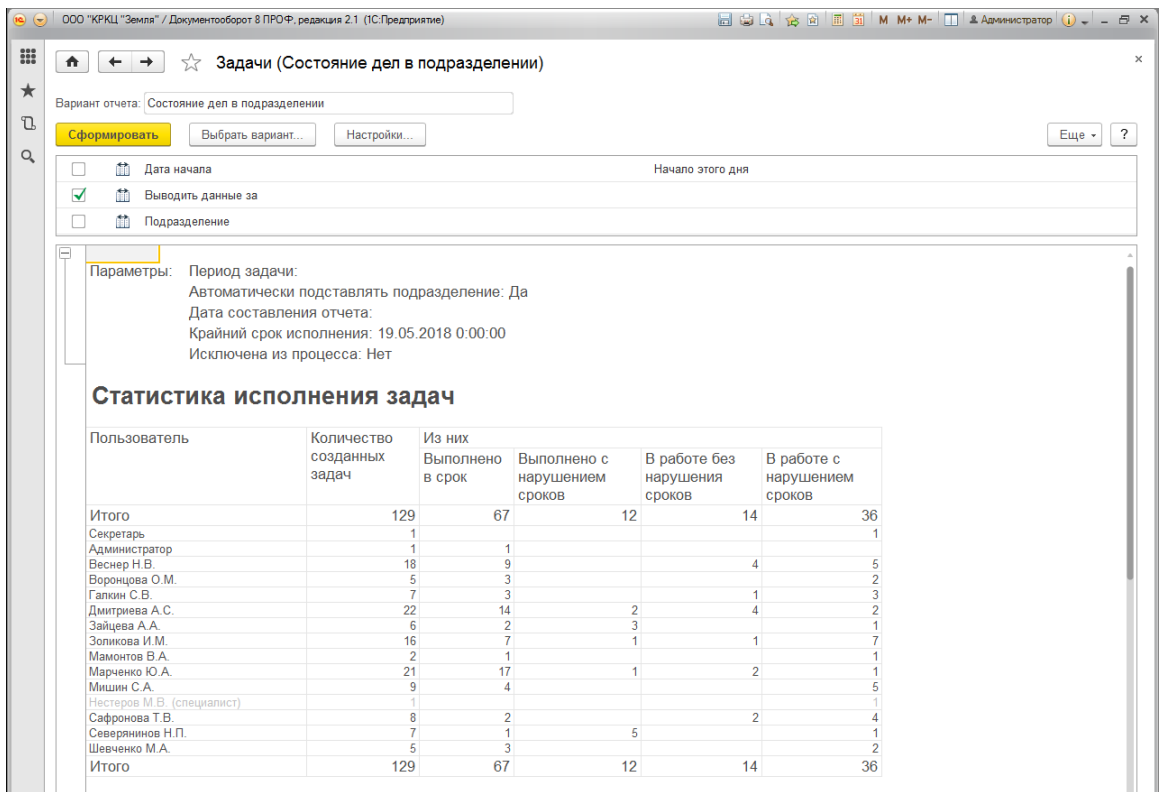 ООО "КРКЦ "Земля" / Документооборот 8 ПРОФ, редакция 2.1 (1С:Предприятие) M M+ M- Администратор
Задачи (Состояние дел в подразделении)
Вариант отчета: Состояние дел в подразделении
Сформировать Выбрать вариант... Настройки... Еще ?
Дата начала Начало этого дня
Выводить данные за
Подразделение
Параметры: Период задачи:
Автоматически подставлять подразделение: Да
Дата составления отчета:
Крайний срок исполнения: 19.05.2018 0:00:00
Исключена из процесса: Нет
Статистика исполнения задач
Пользователь Количество созданных задач Из них
Выполнено в срок Выполнено с нарушением сроков В работе без нарушения сроков В работе с нарушением сроков
Итого 129 67 12 14 36
Секретарь 1 1
Администратор 1 1
Веснер Н.В. 18 9 4 5
Воронцова О.М. 5 3 2
Галкин С.В. 7 3 1 3
Дмитриева А.С. 22 14 2 4 2
Зайцева А.А. 6 2 3 1
Золикова И.М. 16 7 1 1 7
Мамонтов В.А. 2 1 1
Марченко Ю.А. 21 17 1 2 1
Мишин С.А. 9 4 5
Нестеров М.В. (специалист) 1 1
Сафронова Т.В. 8 2 2 4
Северянинов Н.П. 7 1 5 1
Шевченко М.А. 5 3 2
Итого 129 67 12 14 36